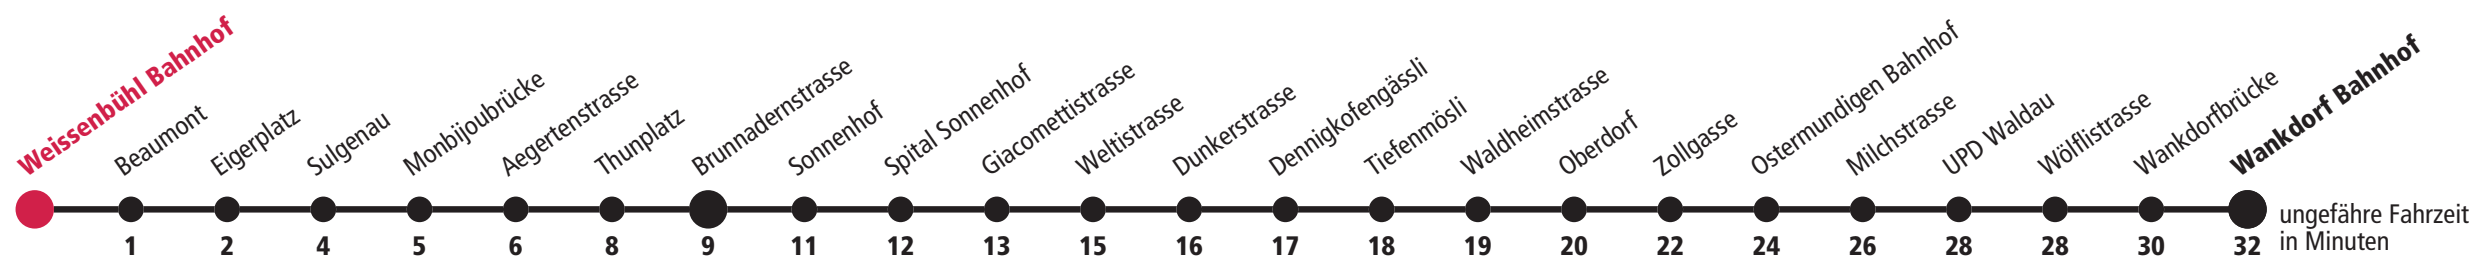 Weissenbühl Bahnhof
Beaumont
Eigerplatz
Sulgenau
Monbijoubrücke
Aegertenstrasse
Thunplatz
Brunnadernstrasse
Sonnenhof
Spital Sonnenhof
Giacomettistrasse
Weltistrasse
Dunkerstrasse
Dennigkofengässli
Tiefenmösli
Waldheimstrasse
Oberdorf
Zollgasse
Ostermundigen Bahnhof
Milchstrasse
UPD Waldau
Wölflistrasse
Wankdorfbrücke
Wankdorf Bahnhof
1 2 4 5 6 8 9 11 12 13 15 16 17 18 19 20 22 24 26 28 28 30 32
ungefähre Fahrzeit
in Minuten